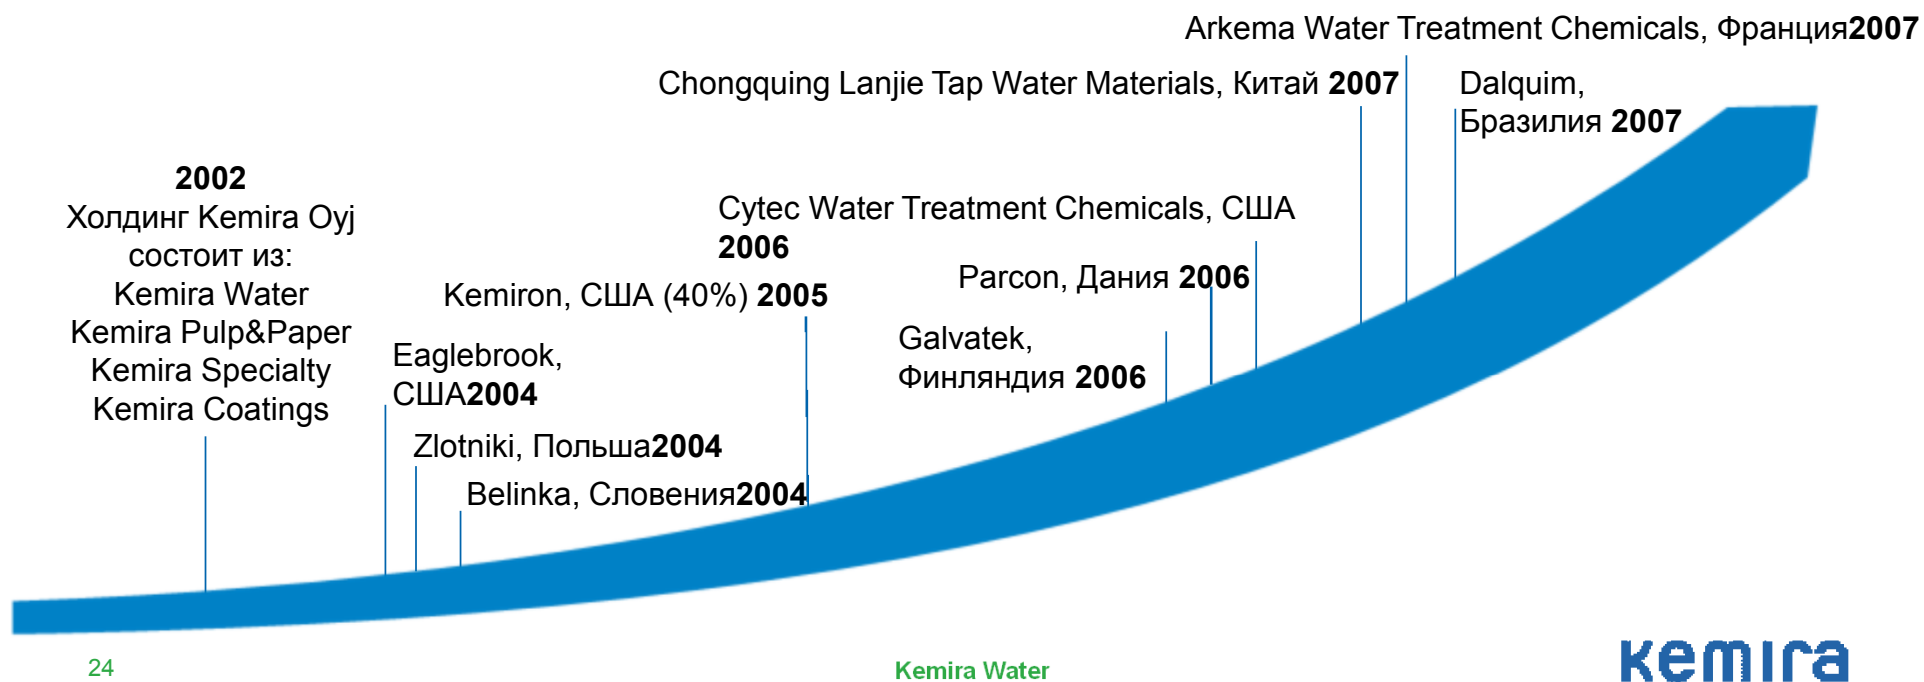 Arkema Water Treatment Chemicals, Франция2007
Chongquing Lanjie Tap Water Materials, Китай 2007
Dalquim,
Бразилия 2007
2002
Холдинг Kemira Oyj
состоит из:
Kemira Water
Kemira Pulp&Paper
Kemira Specialty
Kemira Coatings
Cytec Water Treatment Chemicals, США
2006
Parcon, Дания 2006
Kemiron, США (40%) 2005
Galvatek,
Финляндия 2006
Eaglebrook,
США2004
Zlotniki, Польша2004
Belinka, Словения2004
24
Kemira Water
kemira